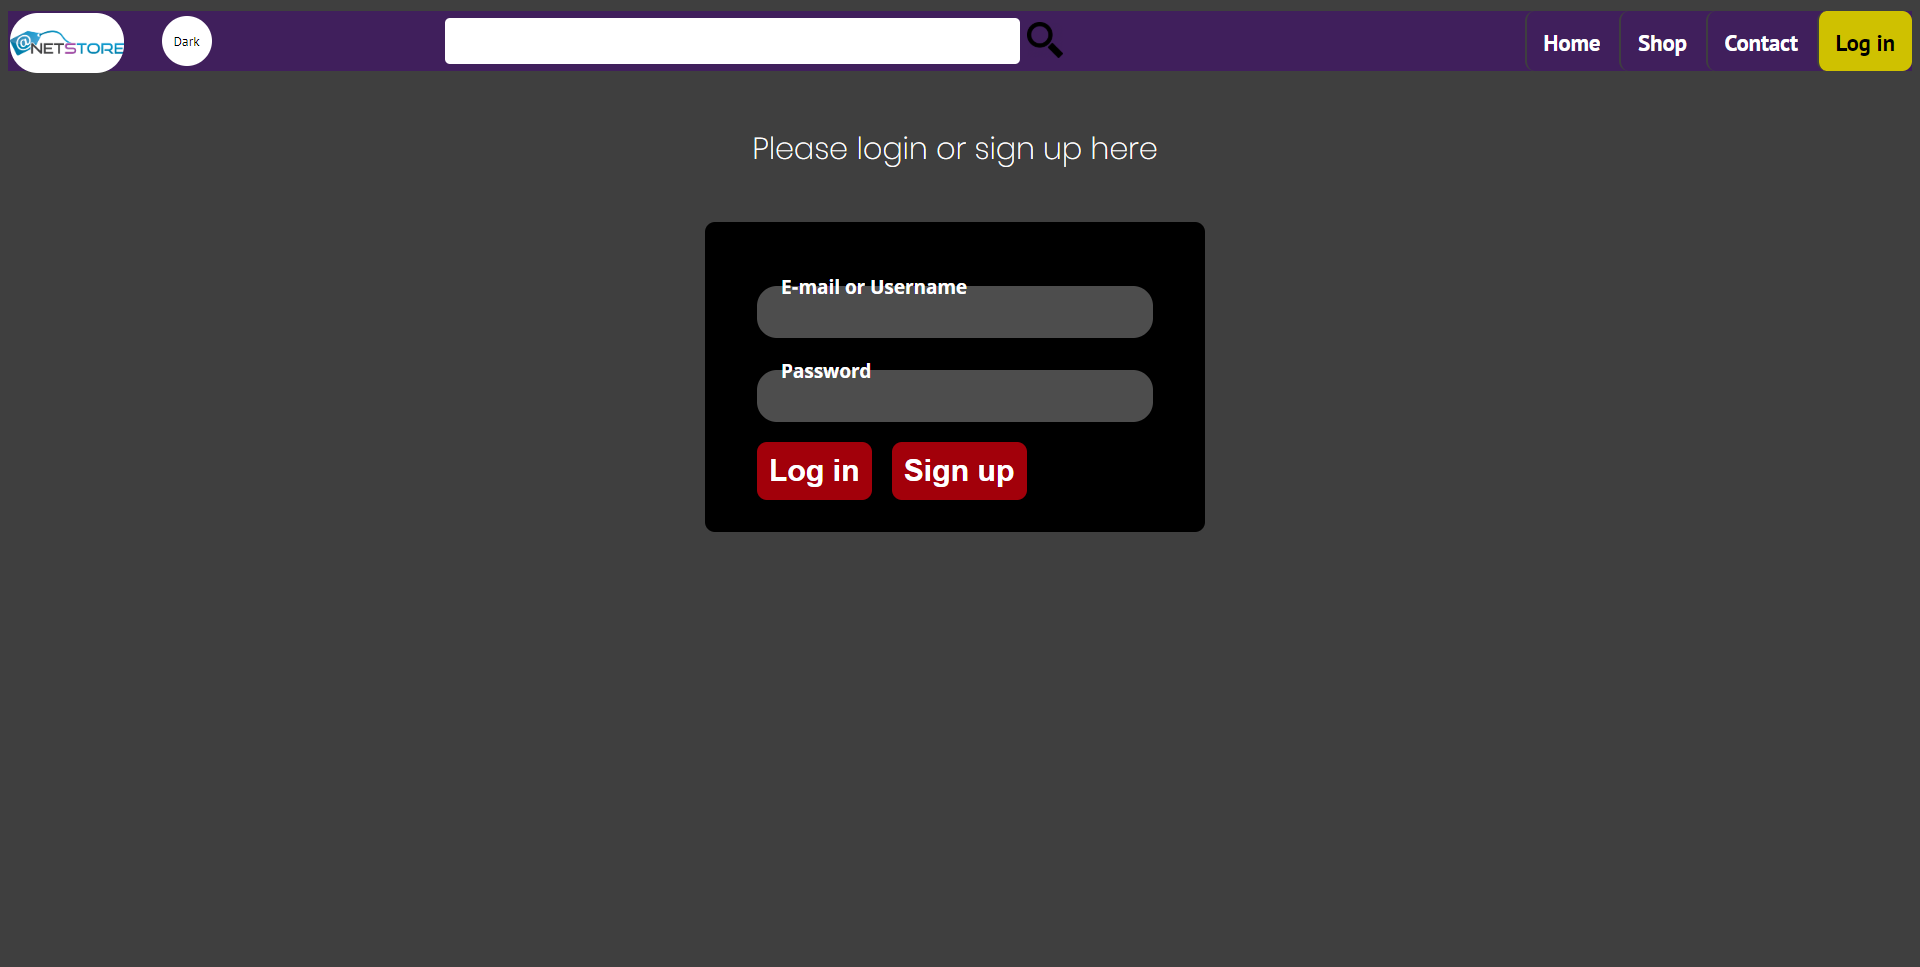 @NETSTORE
Dark
Home
Shop
Contact
Log in
Please login or sign up here
E-mail or Username
Password
Log in
Sign up